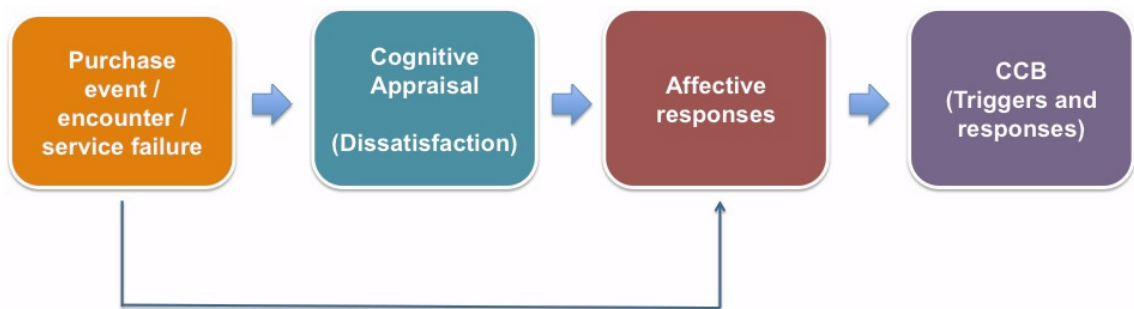 Purchase
event /
encounter /
service failure
Cognitive
Appraisal
(Dissatisfaction)
Affective
responses
CCB
(Triggers and
responses)